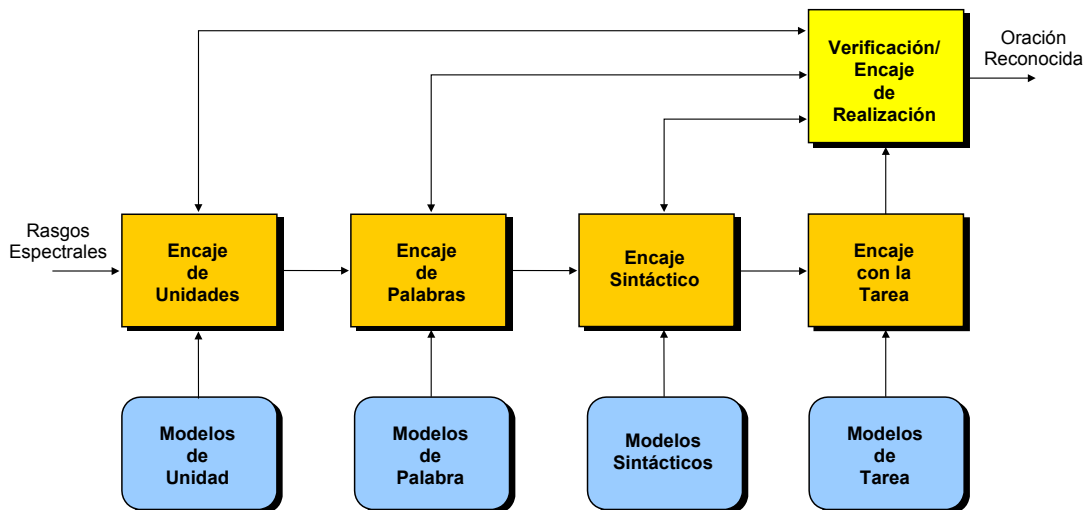 Verificación/
Encaje
de
Realización
Oración
Reconocida
Rasgos
Espectrales
Encaje
de
Unidades
Encaje
de
Palabras
Encaje
Sintáctico
Encaje
con la
Tarea
Modelos
de
Unidad
Modelos
de
Palabra
Modelos
Sintácticos
Modelos
de
Tarea